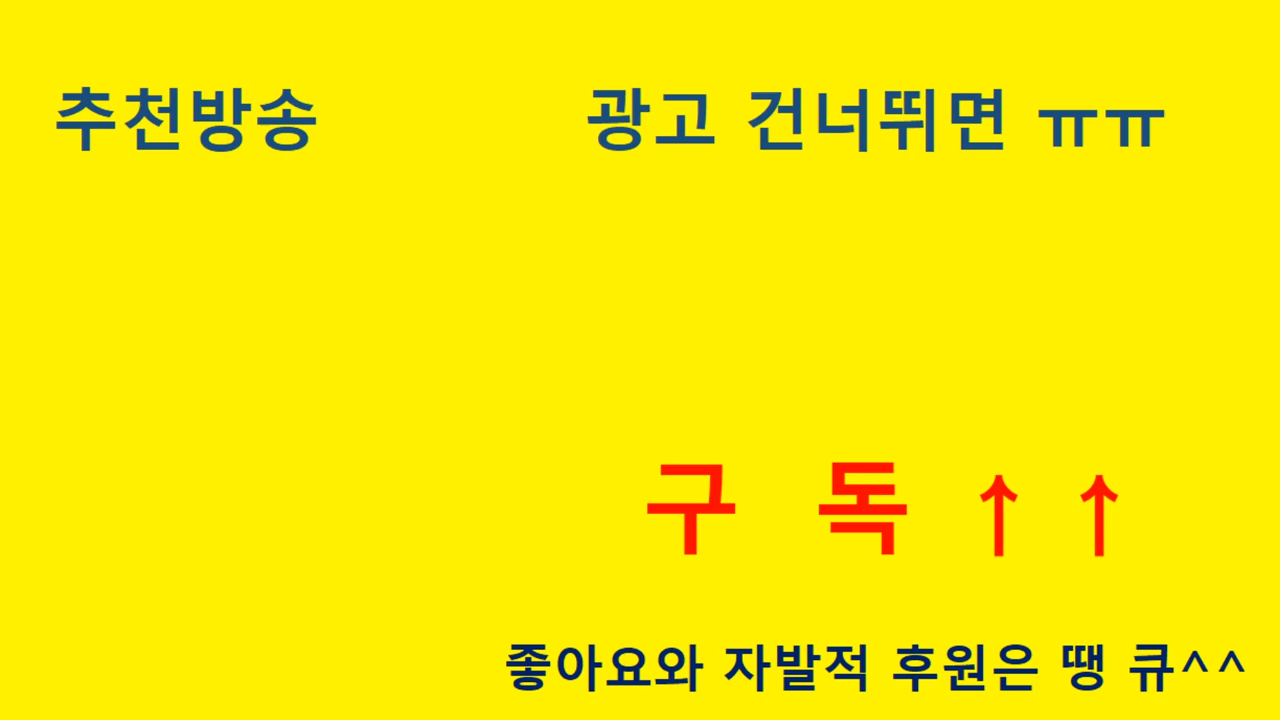 추천방송
광고 건너뛰면 ㅠㅠ
구 독 ↑ ↑
좋아요와 자발적 후원은 땡 큐^^